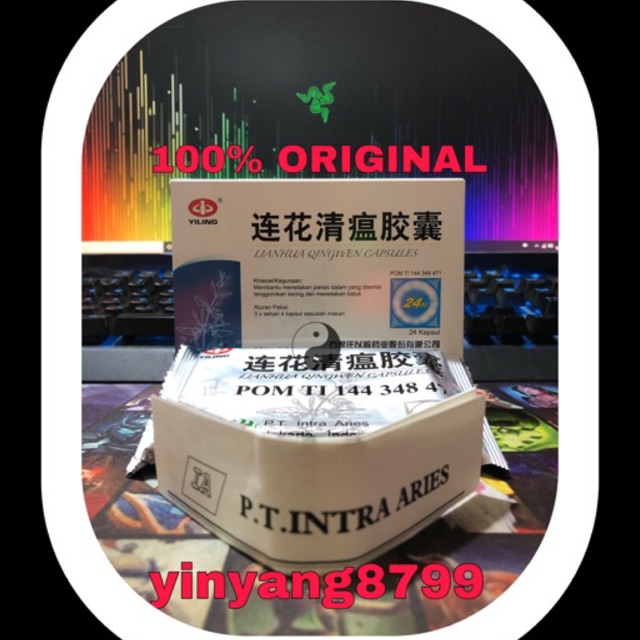 100% ORIGINAL
YILING
连花清瘟胶囊
LIANHUA QINGWEN CAPSULES
POM TI 144 348 471
Khasiat/Kegunaan:
Membantu meredakan panas dalam yang disertai
tenggorokan kering dan meredakan batuk
Aturan Pakai:
3 x sehari 4 kapsul sesudah makan
24
24 Kapsul
YILING
连花清瘟胶囊
LIANHUA QINGWEN CAPSULES
POM TI 144 348 47
P.T. Intra Aries
IA
P.T.INTRA ARIES
yinyang8799